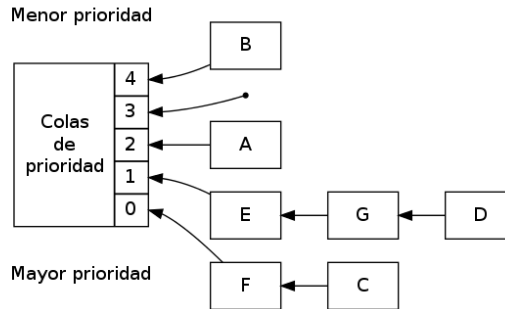 Menor prioridad
B
4
3
Colas
de
prioridad
2
A
1
E
G
D
0
Mayor prioridad
F
C